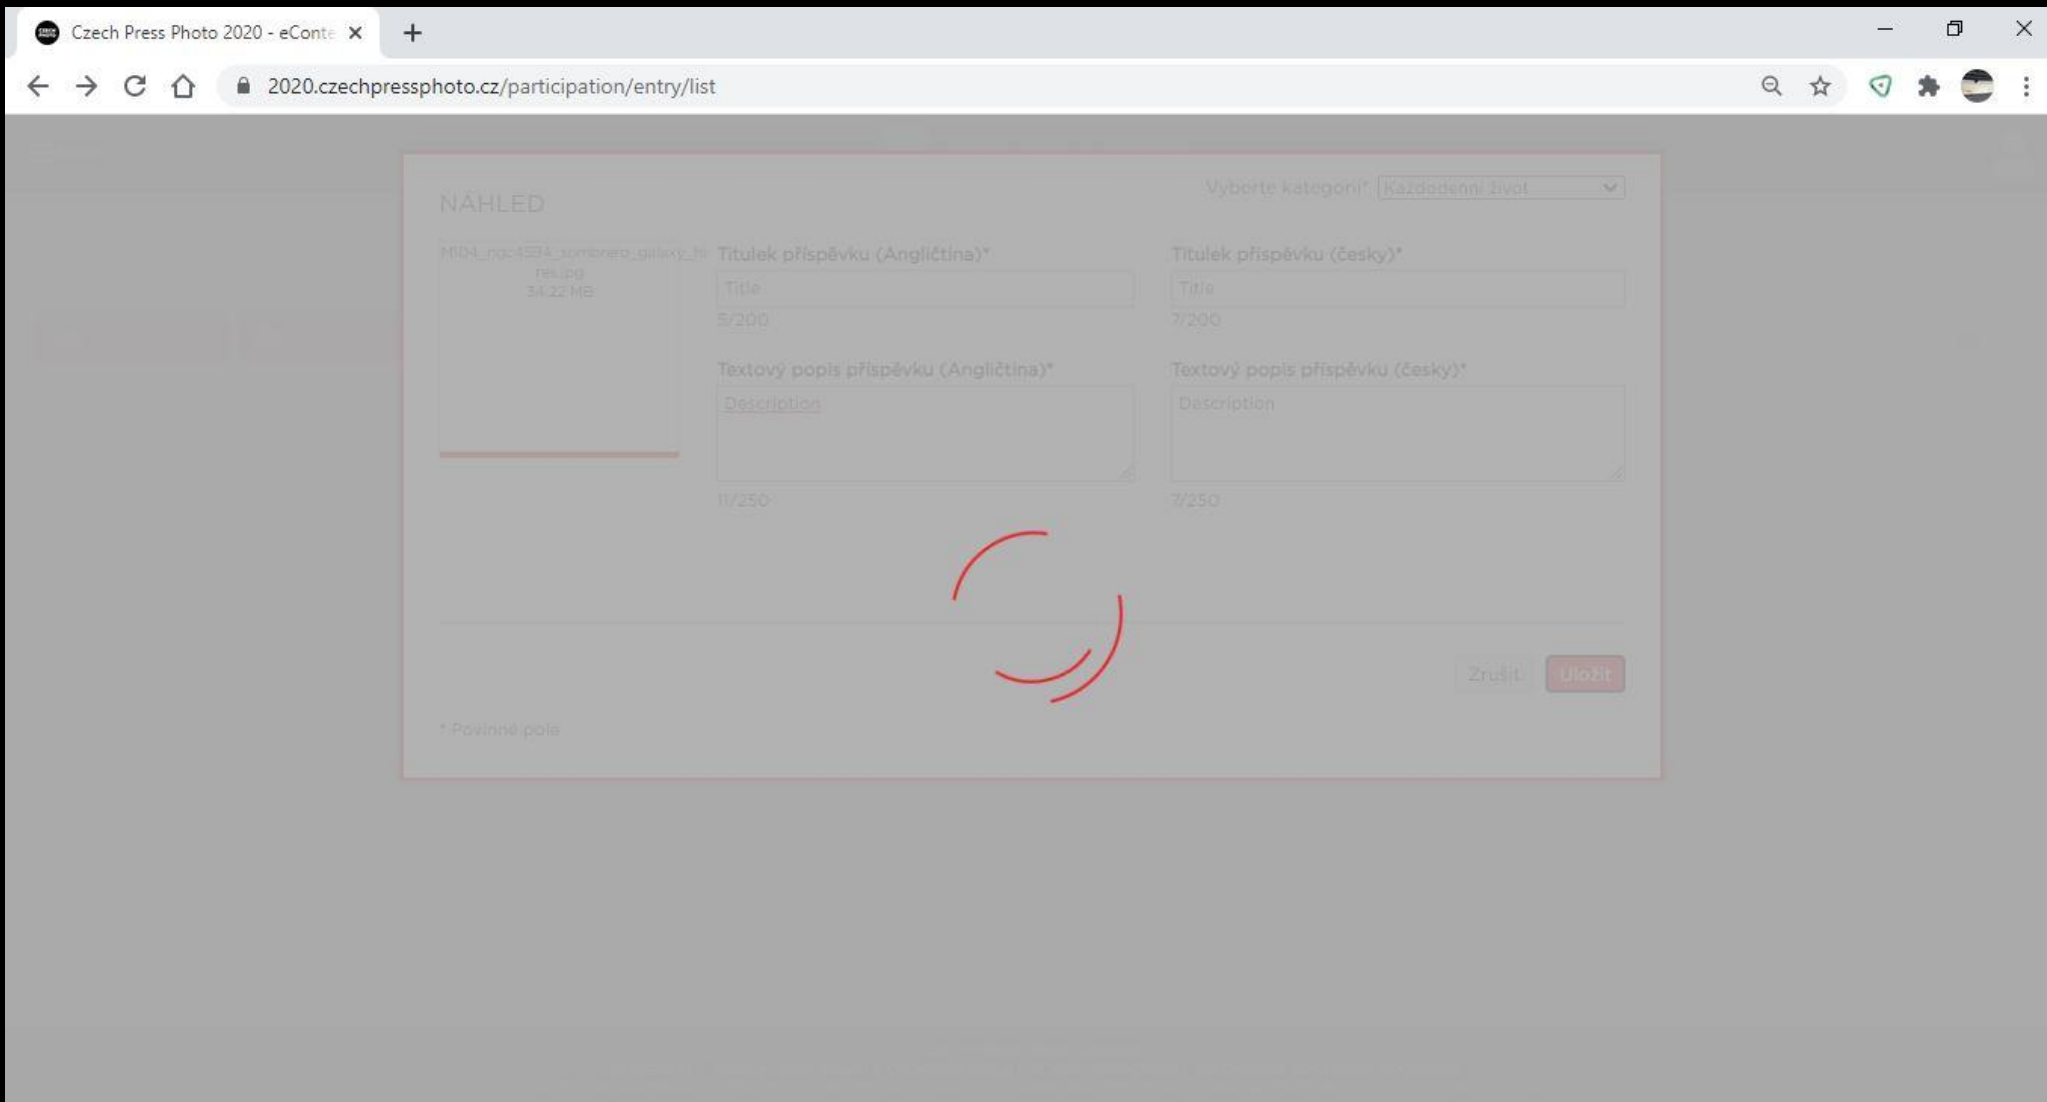 Czech Press Photo 2020 - eConte
2020.czechpressphoto.cz/participation/entry/list
Vyberte kategorii* Každodenní život
NÁHLED
nes.jpg
34.22 MB
Titulek příspěvku (Angličtina)*
Title
5/200
Titulek příspěvku (česky)*
Title
7/200
Textový popis příspěvku (Angličtina)*
Description
11/250
Textový popis příspěvku (česky)*
Description
7/250
Zrušit
Uložit
* Povinné pole